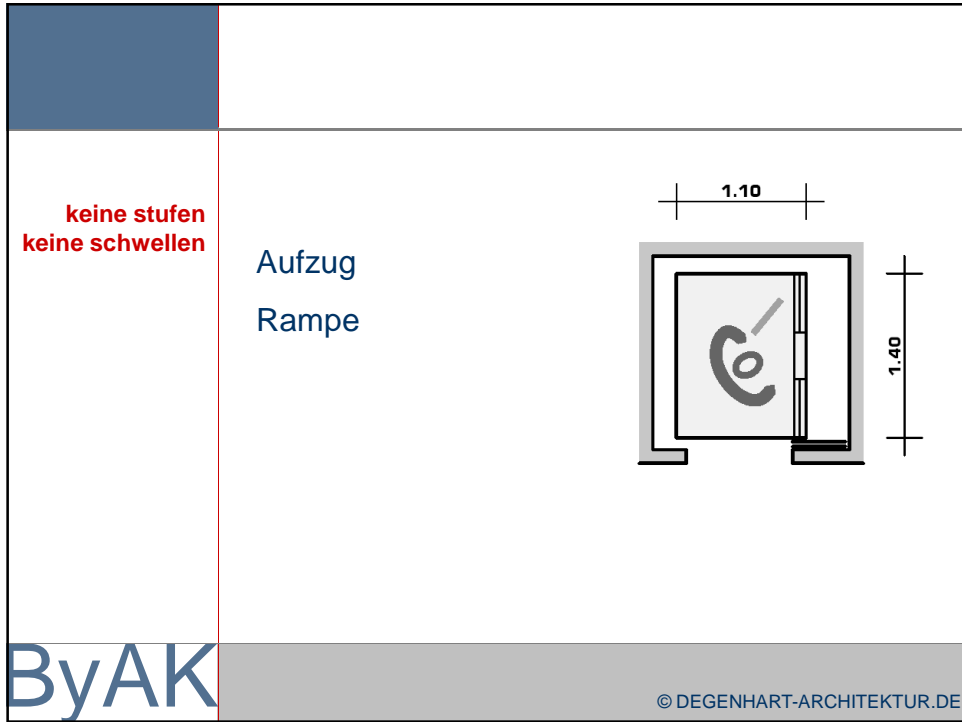 keine stufen
keine schwellen
Aufzug
Rampe
1.10
1.40
ByAK
© DEGENHART-ARCHITEKTUR.DE